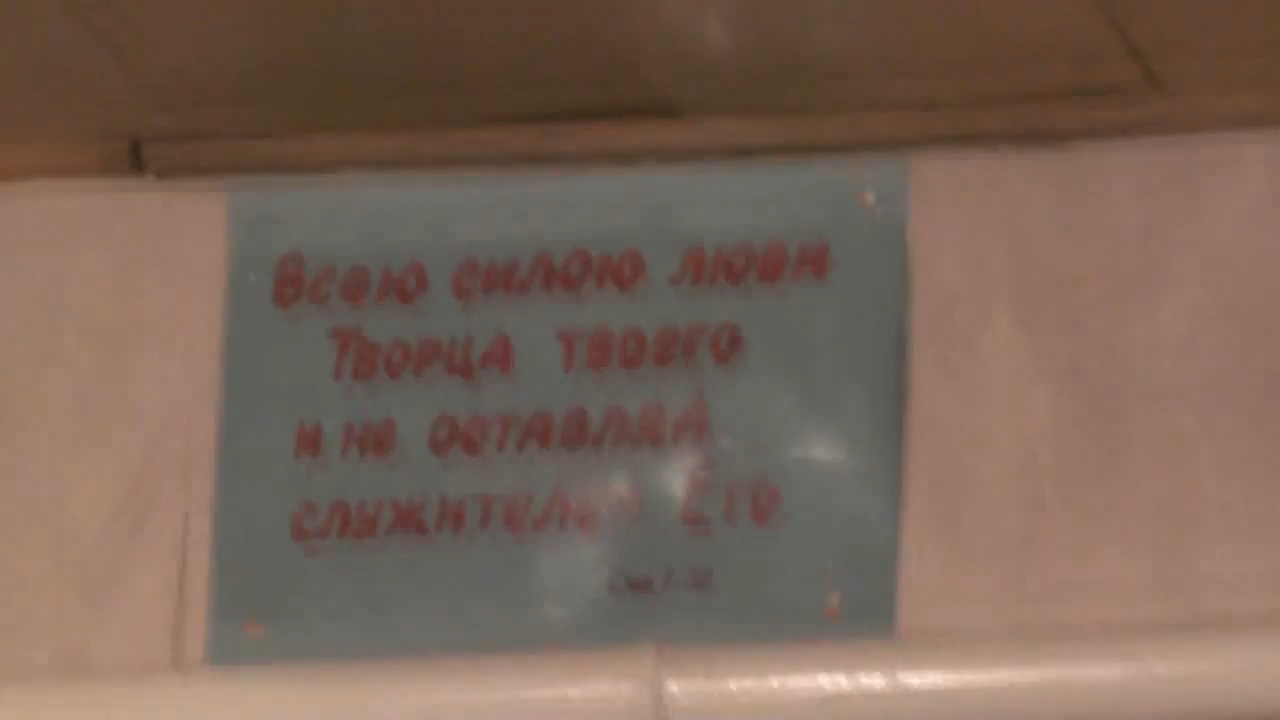 Всею силою люби
Творца твоего
и не оставляй
служителей Его